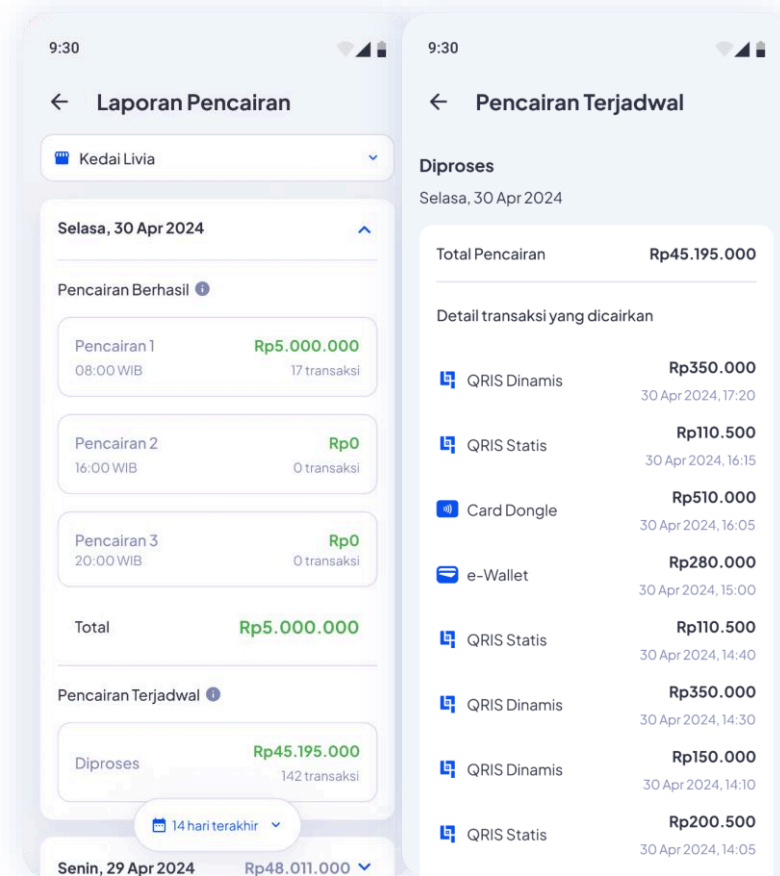 9:30
Laporan Pencairan
Kedai Livia
Selasa, 30 Apr 2024
Pencairan Berhasil
Pencairan 1 Rp5.000.000
08:00 WIB 17 transaksi
Pencairan 2 Rp0
16:00 WIB 0 transaksi
Pencairan 3 Rp0
20:00 WIB 0 transaksi
Total Rp5.000.000
Pencairan Terjadwal
Diproses Rp45.195.000
142 transaksi
14 hari terakhir
Senin, 29 Apr 2024 Rp48.011.000
9:30
Pencairan Terjadwal
Diproses
Selasa, 30 Apr 2024
Total Pencairan Rp45.195.000
Detail transaksi yang dicairkan
QRIS Dinamis Rp350.000
30 Apr 2024, 17:20
QRIS Statis Rp110.500
30 Apr 2024, 16:15
Card Dongle Rp510.000
30 Apr 2024, 16:05
e-Wallet Rp280.000
30 Apr 2024, 15:00
QRIS Statis Rp110.500
30 Apr 2024, 14:40
QRIS Dinamis Rp350.000
30 Apr 2024, 14:30
QRIS Dinamis Rp150.000
30 Apr 2024, 14:10
QRIS Statis Rp200.500
30 Apr 2024, 14:05